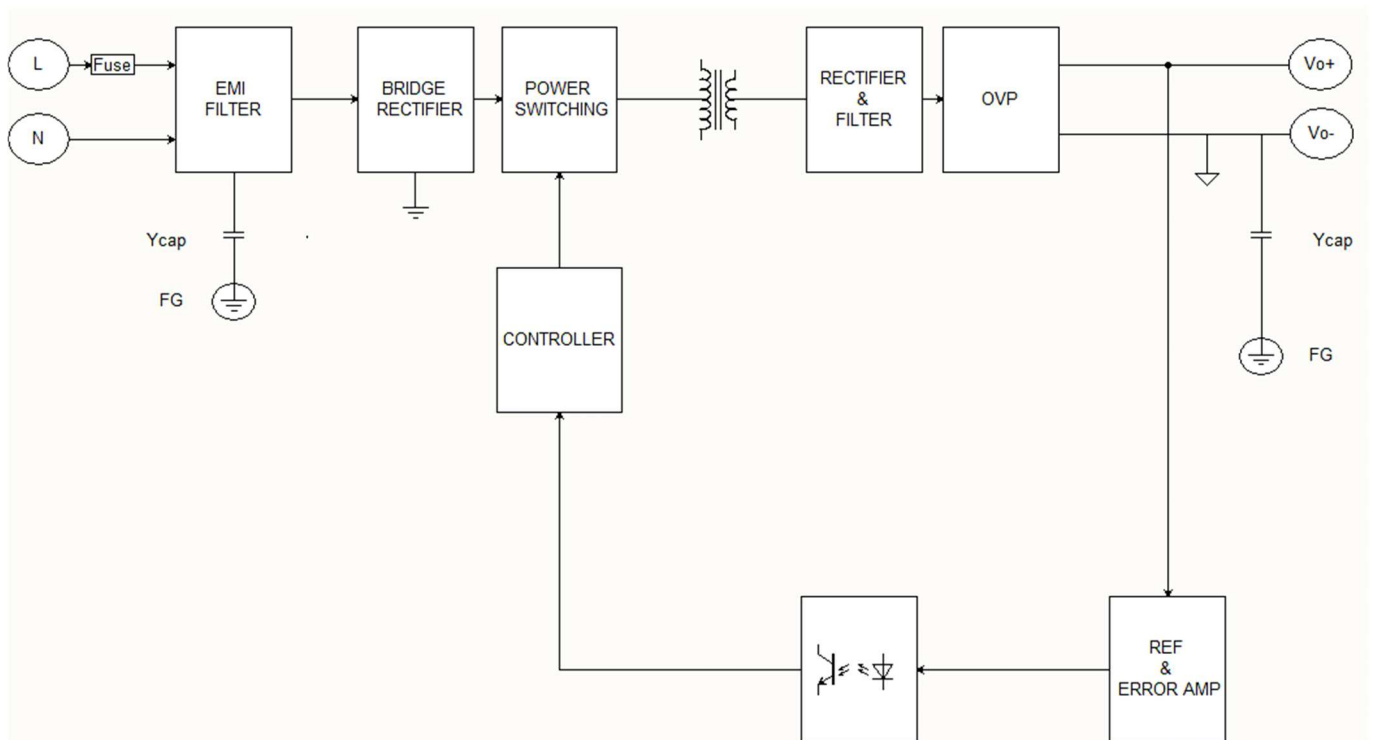 L
Fuse
N
EMI
FILTER
BRIDGE
RECTIFIER
POWER
SWITCHING
RECTIFIER
&
FILTER
OVP
Vo+
Vo-
Ycap
FG
Ycap
FG
CONTROLLER
REF
&
ERROR AMP